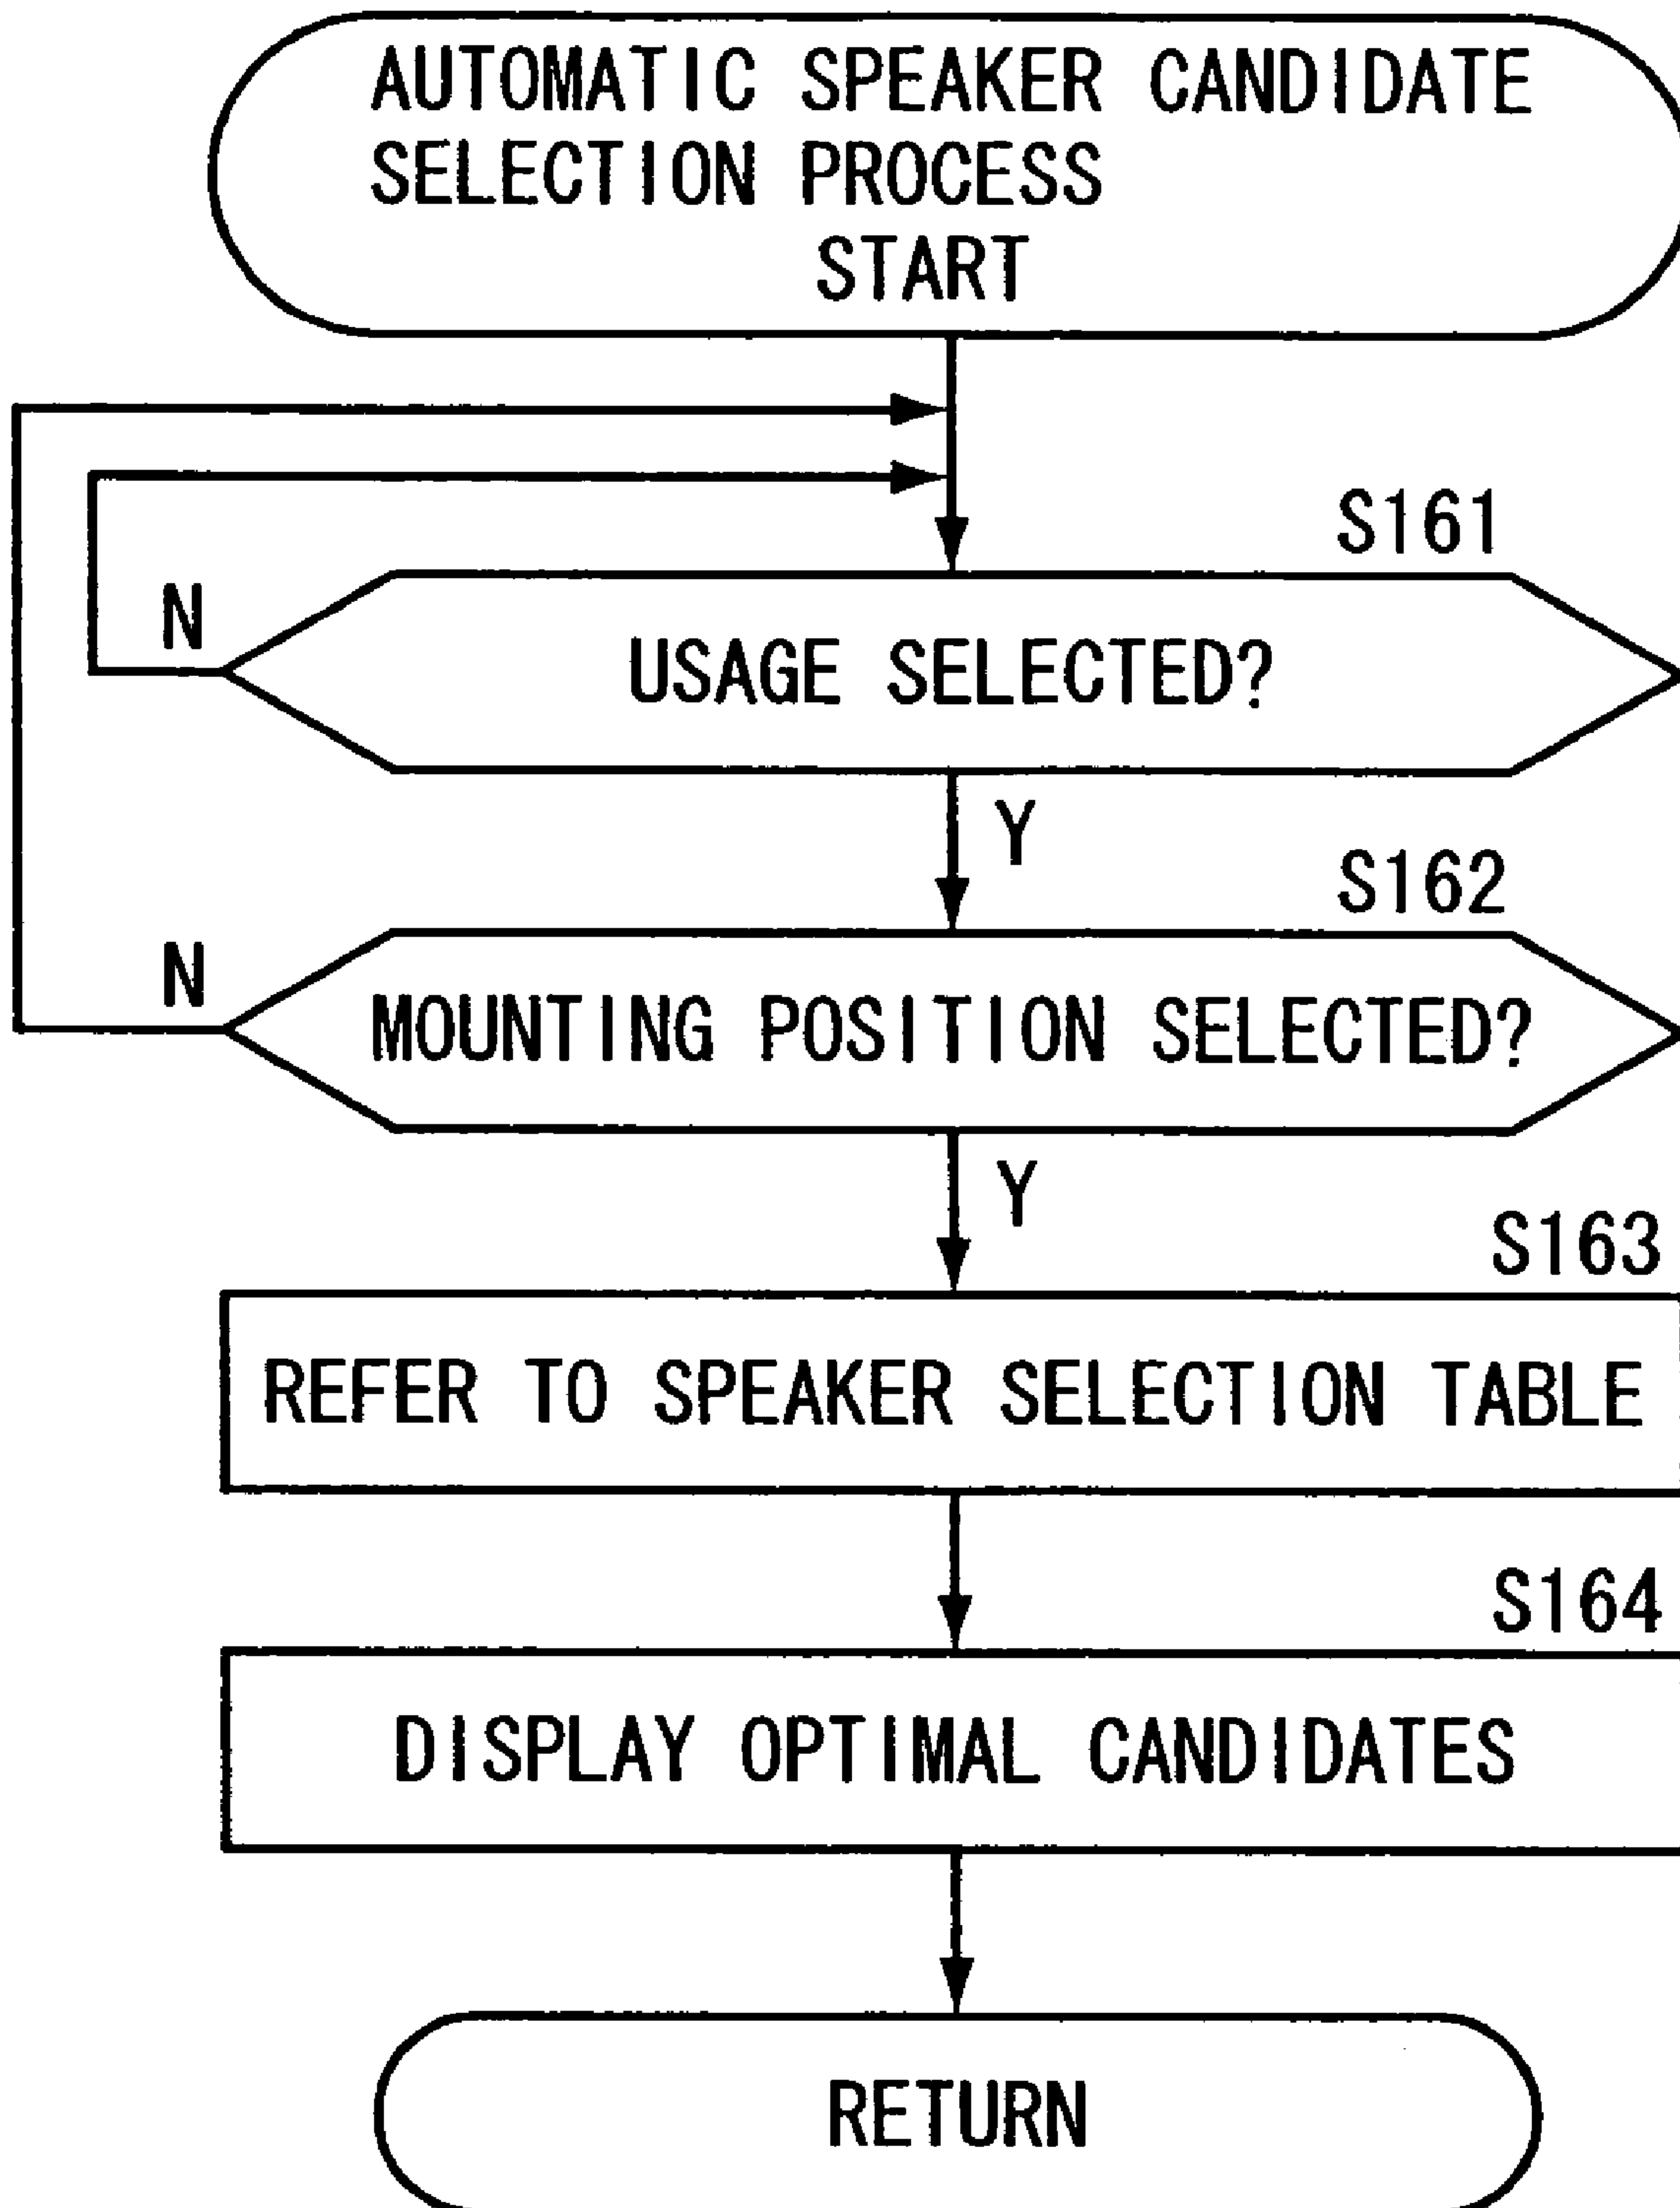 AUTOMATIC SPEAKER CANDIDATE
SELECTION PROCESS
START
S161
N
USAGE SELECTED?
Y
S162
N
MOUNTING POSITION SELECTED?
Y
S163
REFER TO SPEAKER SELECTION TABLE
S164
DISPLAY OPTIMAL CANDIDATES
RETURN